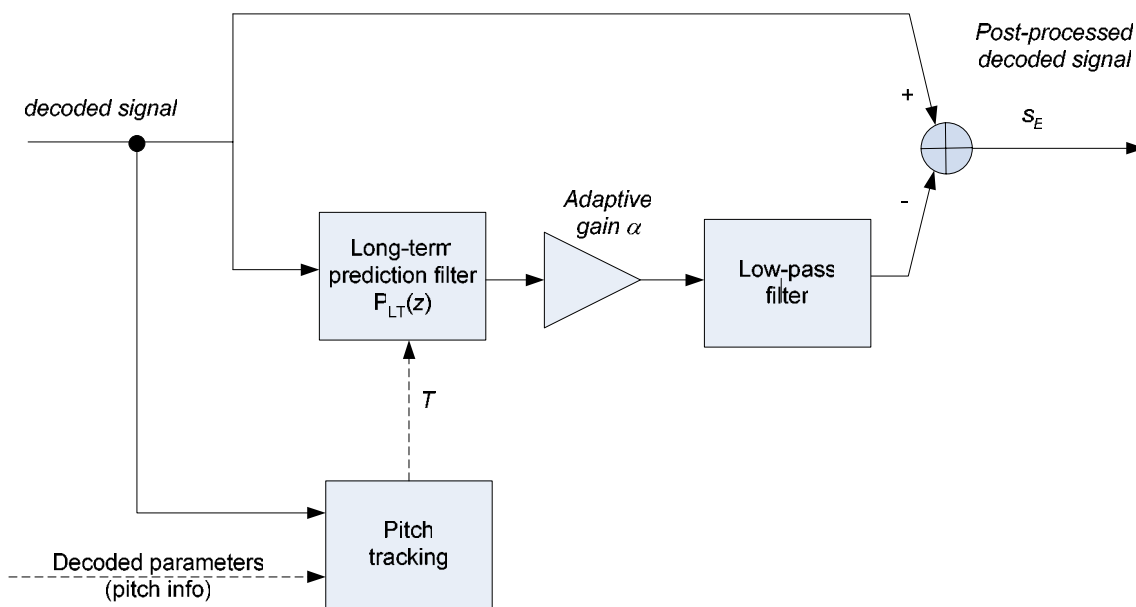 Post-processed
decoded signal
decoded signal
+
s_E
Adaptive
gain α
-
Long-term
prediction filter
P_LT(z)
Low-pass
filter
T
Pitch
tracking
Decoded parameters
(pitch info)